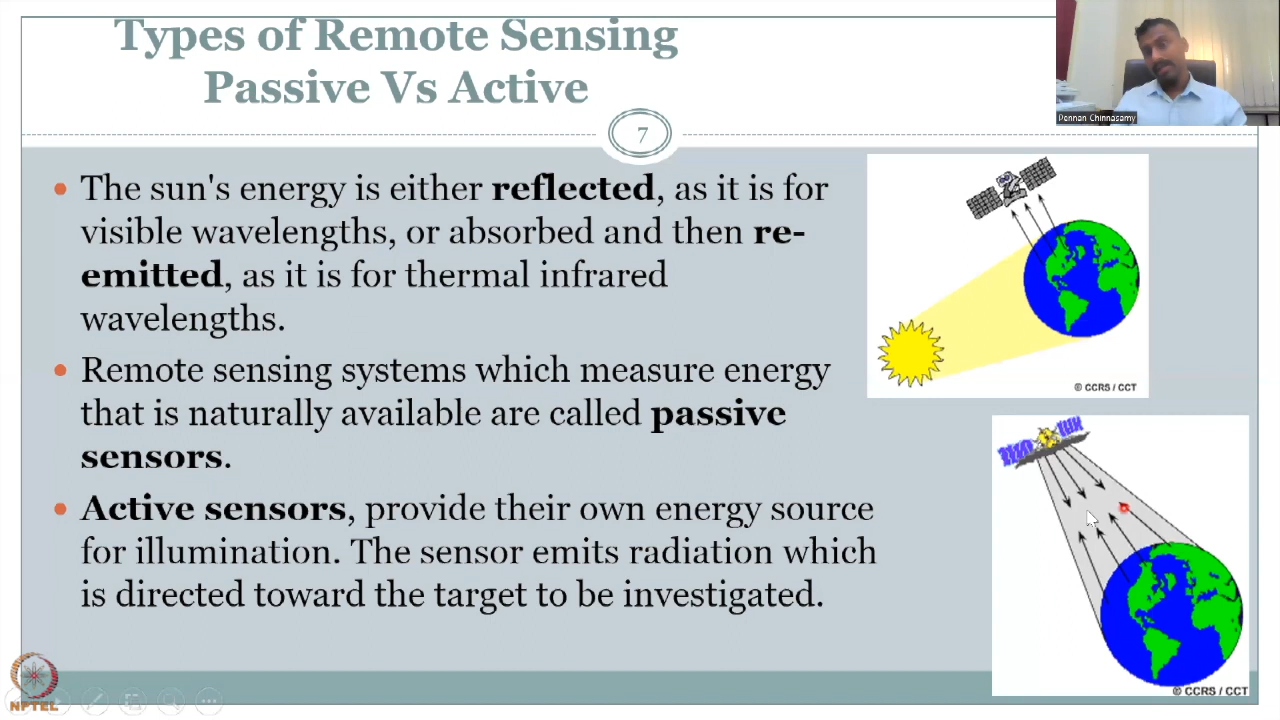 Types of Remote Sensing
Passive Vs Active
Pennan Chinnasamy
7
• The sun's energy is either reflected, as it is for
visible wavelengths, or absorbed and then re-
emitted, as it is for thermal infrared
wavelengths.
• Remote sensing systems which measure energy
that is naturally available are called passive
sensors.
• Active sensors, provide their own energy source
for illumination. The sensor emits radiation which
is directed toward the target to be investigated.
© CCRS / CCT
© CCRS / CCT
NPTEL